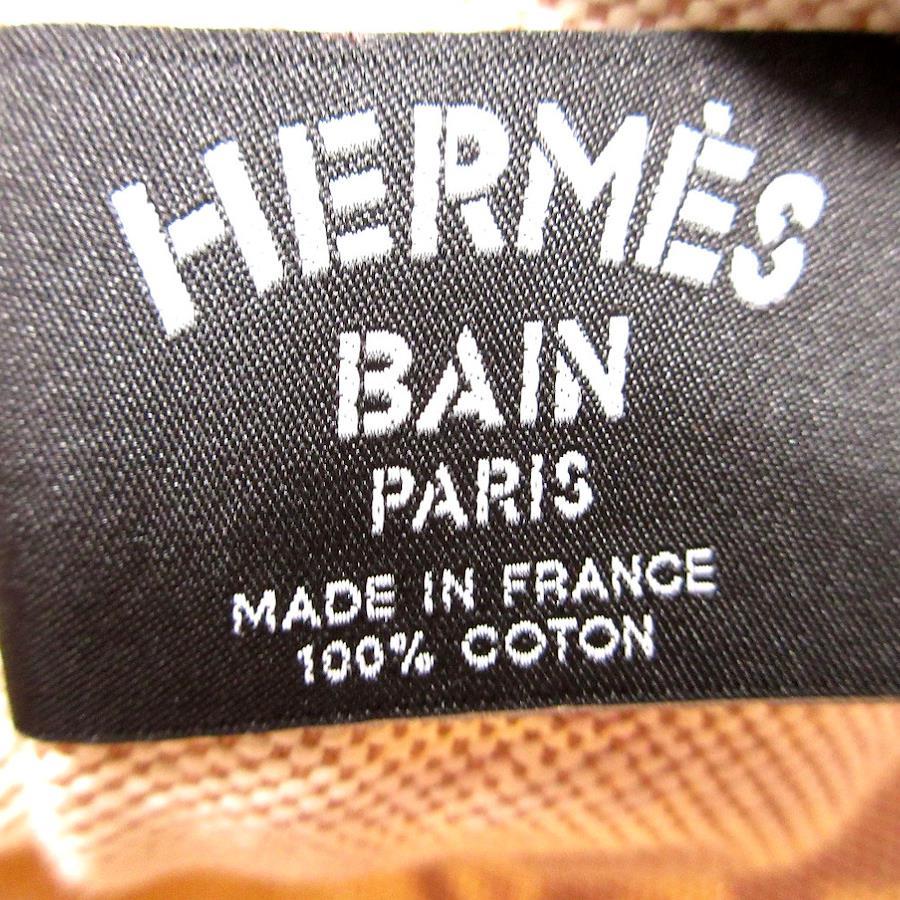 HERMÈS
BAIN
PARIS
MADE IN FRANCE
100% COTON